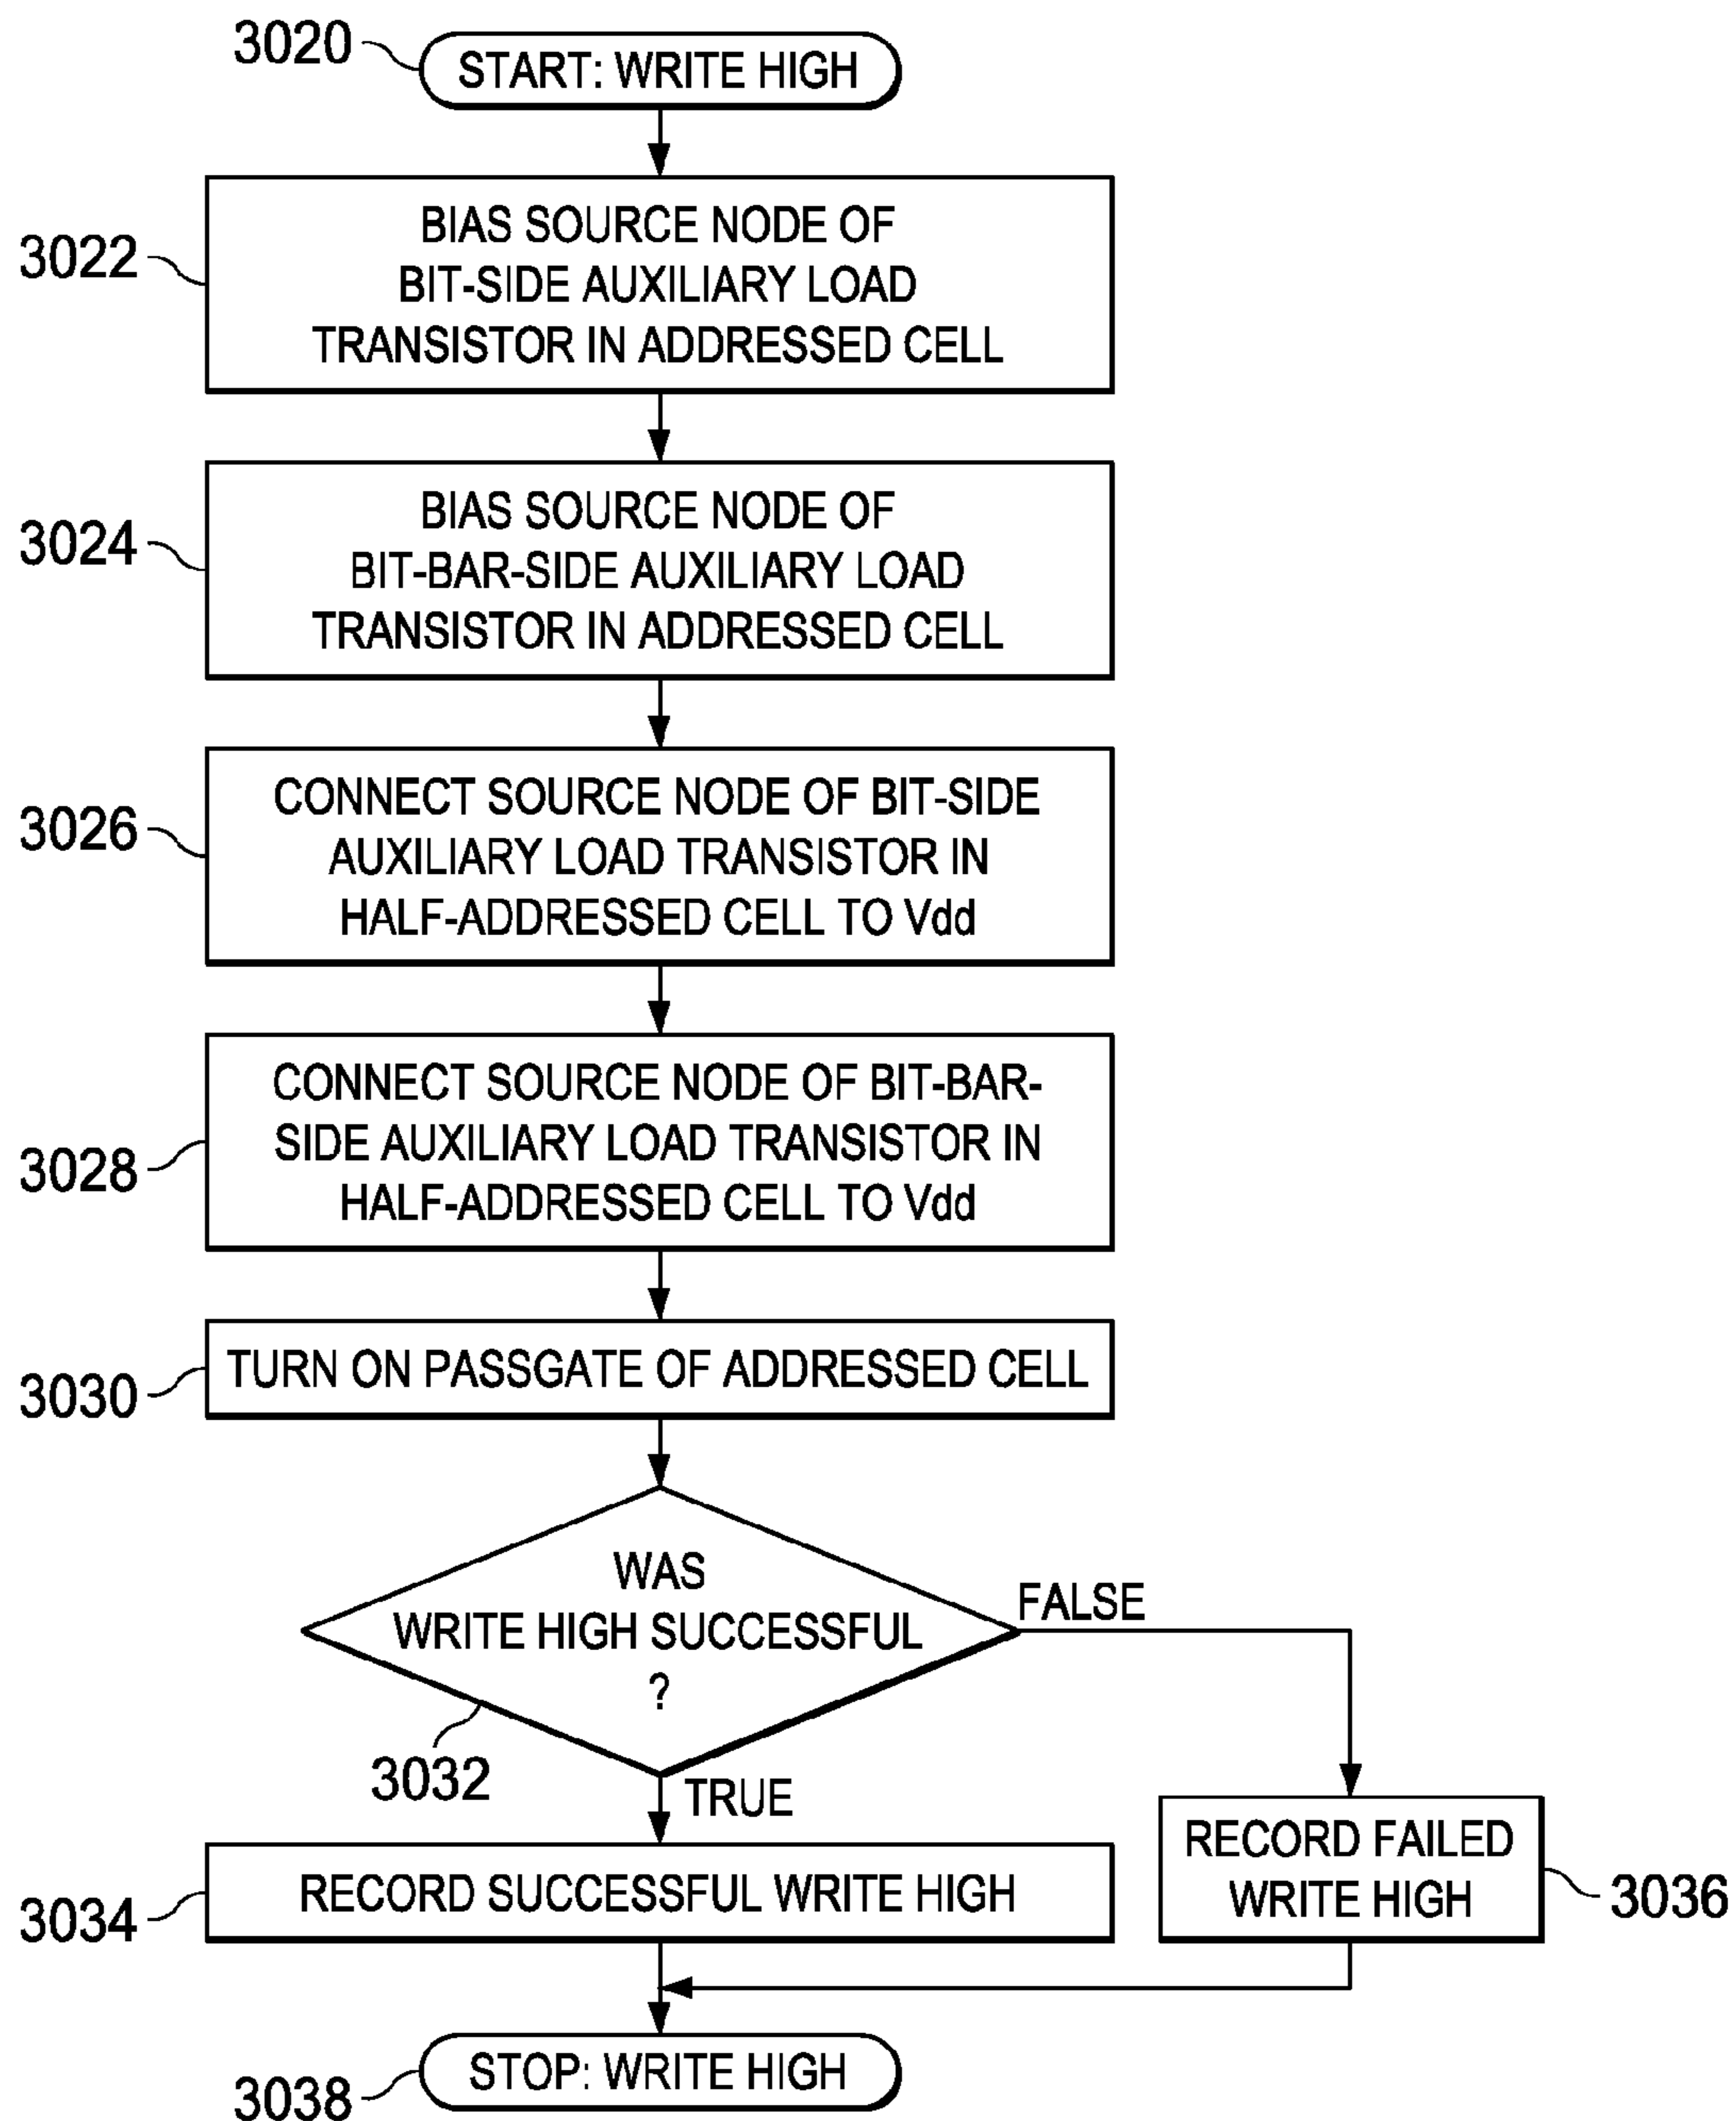 3020
START: WRITE HIGH
3022
BIAS SOURCE NODE OF
BIT-SIDE AUXILIARY LOAD
TRANSISTOR IN ADDRESSED CELL
3024
BIAS SOURCE NODE OF
BIT-BAR-SIDE AUXILIARY LOAD
TRANSISTOR IN ADDRESSED CELL
3026
CONNECT SOURCE NODE OF BIT-SIDE
AUXILIARY LOAD TRANSISTOR IN
HALF-ADDRESSED CELL TO Vdd
3028
CONNECT SOURCE NODE OF BIT-BAR-
SIDE AUXILIARY LOAD TRANSISTOR IN
HALF-ADDRESSED CELL TO Vdd
3030
TURN ON PASSGATE OF ADDRESSED CELL
WAS
WRITE HIGH SUCCESSFUL
?
FALSE
3032
TRUE
3034
RECORD SUCCESSFUL WRITE HIGH
RECORD FAILED
WRITE HIGH
3036
3038
STOP: WRITE HIGH